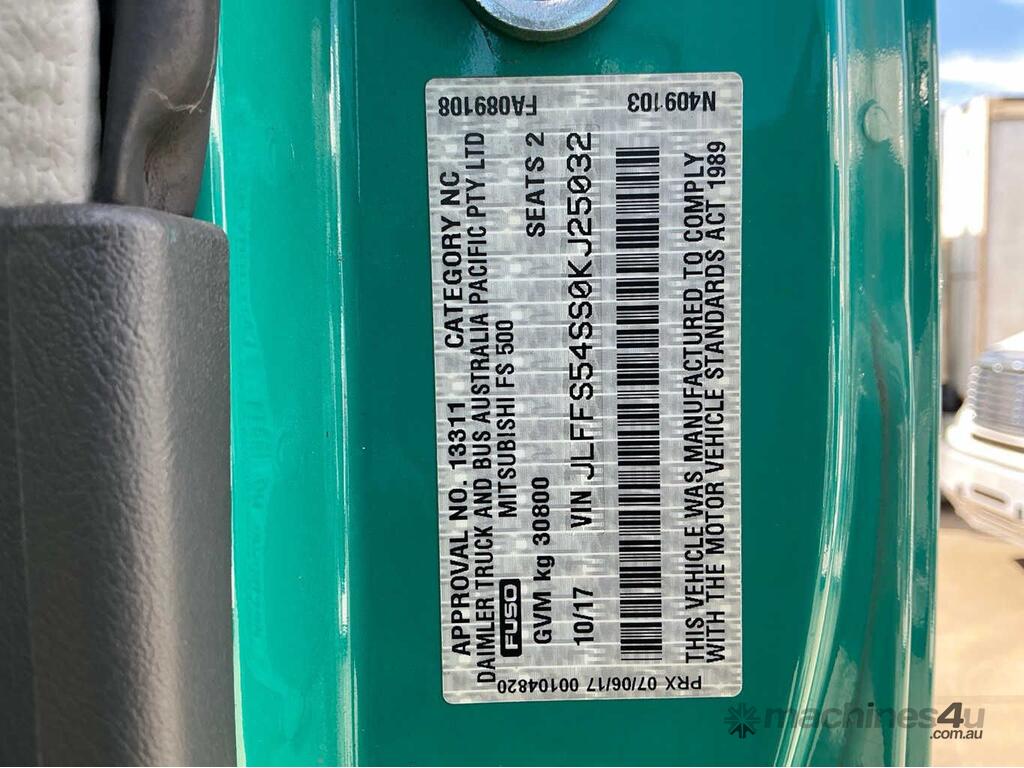 APPROVAL NO. 13311 CATEGORY NC
DAIMLER TRUCK AND BUS AUSTRALIA PACIFIC PTY LTD
FUSO MITSUBISHI FS 500
GVM kg 30800 SEATS 2
10/17 VIN JLFFS54SS0KJ25032
THIS VEHICLE WAS MANUFACTURED TO COMPLY
WITH THE MOTOR VEHICLE STANDARDS ACT 1989
FA089108
N409103
PRX 07/06/17 00104820
machines4u
.com.au